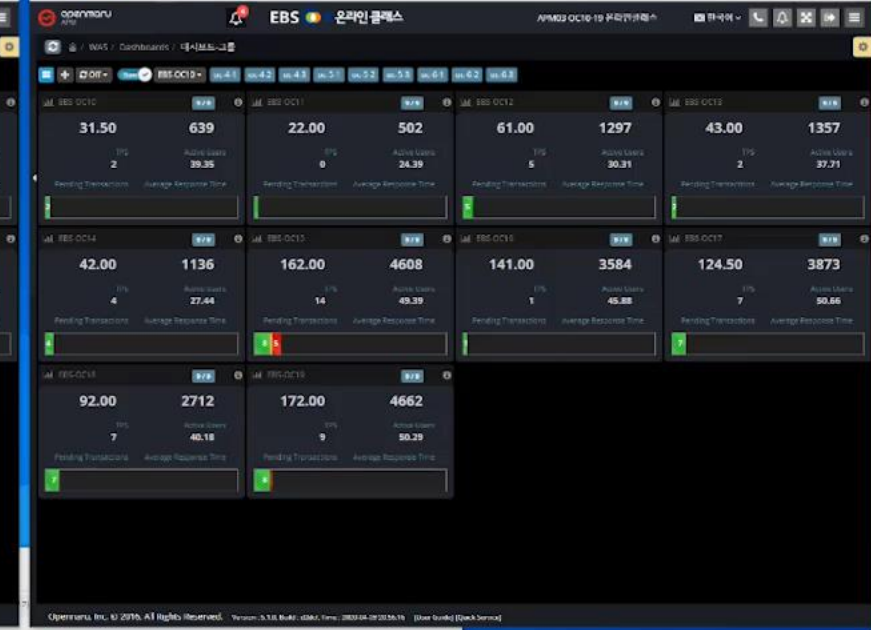 OPENMARU
APM
4
EBS 온라인 클래스
APM03 OC10-19 온라인클래스
한국어
/ WAS / Dashboards / 대시보드-그룹
Off
EBS-OC10
EBS-OC10
31.50 639
TPS Active Users
2 39.35
Pending Transactions Average Response Time
2
EBS-OC11
22.00 502
TPS Active Users
0 24.39
Pending Transactions Average Response Time
EBS-OC12
61.00 1297
TPS Active Users
5 30.31
Pending Transactions Average Response Time
5
EBS-OC13
43.00 1357
TPS Active Users
2 37.71
Pending Transactions Average Response Time
2
EBS-OC14
42.00 1136
TPS Active Users
4 27.44
Pending Transactions Average Response Time
4
EBS-OC15
162.00 4608
TPS Active Users
14 49.39
Pending Transactions Average Response Time
8 5
EBS-OC16
141.00 3584
TPS Active Users
1 45.88
Pending Transactions Average Response Time
1
EBS-OC17
124.50 3873
TPS Active Users
7 50.66
Pending Transactions Average Response Time
7
EBS-OC18
92.00 2712
TPS Active Users
7 40.18
Pending Transactions Average Response Time
7
EBS-OC19
172.00 4662
TPS Active Users
9 50.29
Pending Transactions Average Response Time
Openmaru, Inc. © 2016. All Rights Reserved. [User Guide] [Quick Service]